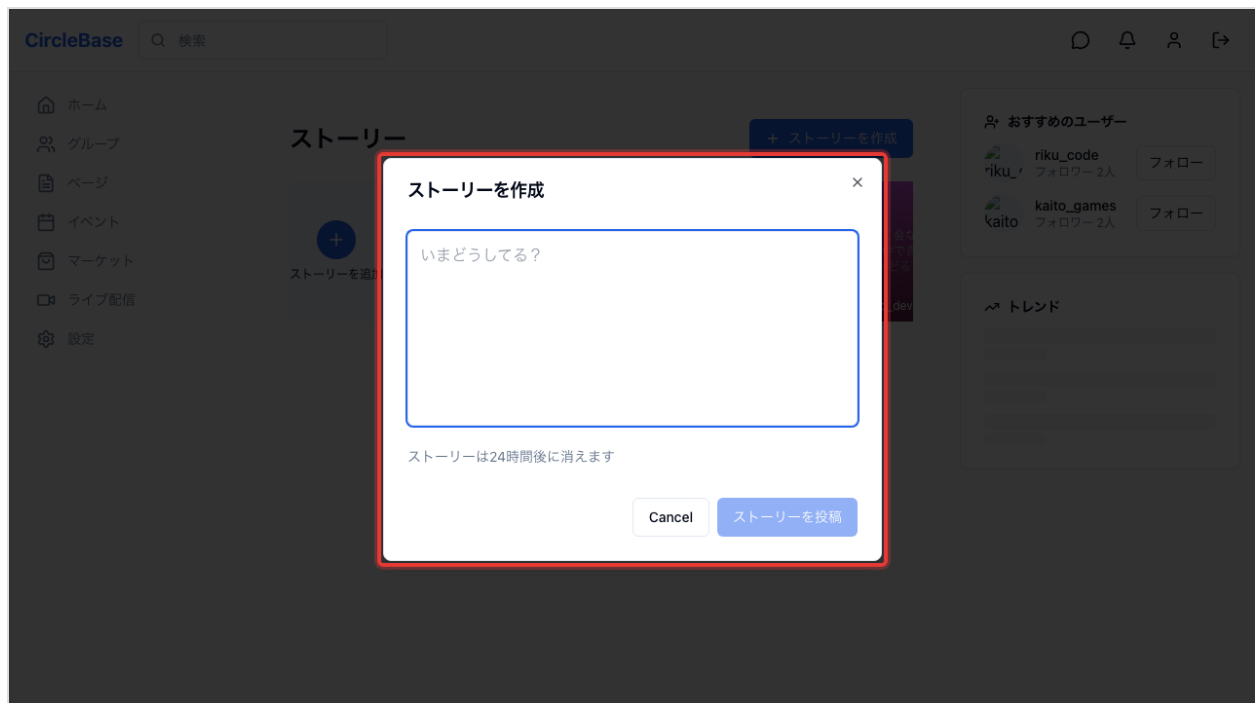 CircleBase
検索
ホーム
グループ
ページ
イベント
マーケット
ライブ配信
設定
ストーリー
+ ストーリーを作成
ストーリーを追加
ストーリーを作成
いまどうしてる？
ストーリーは24時間後に消えます
Cancel
ストーリーを投稿
_dev
おすすめのユーザー
riku_code
フォロワー 2人
フォロー
kaito_games
フォロワー 2人
フォロー
kaito
トレンド